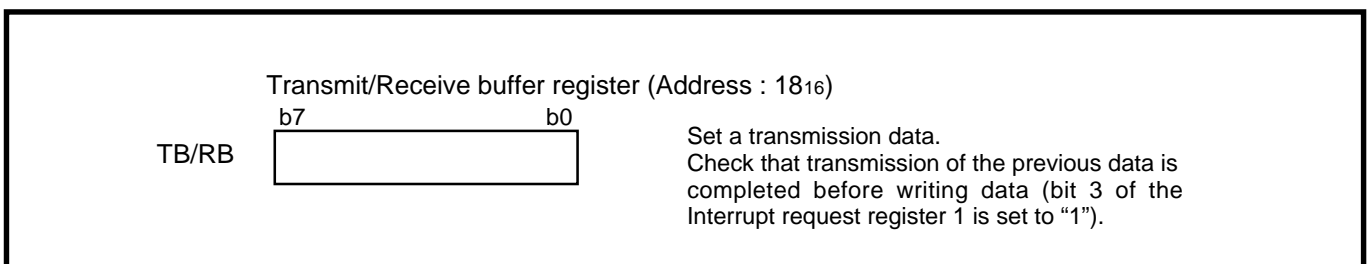 Transmit/Receive buffer register (Address : 1816)
b7 b0
TB/RB
Set a transmission data.
Check that transmission of the previous data is
completed before writing data (bit 3 of the
Interrupt request register 1 is set to “1”).